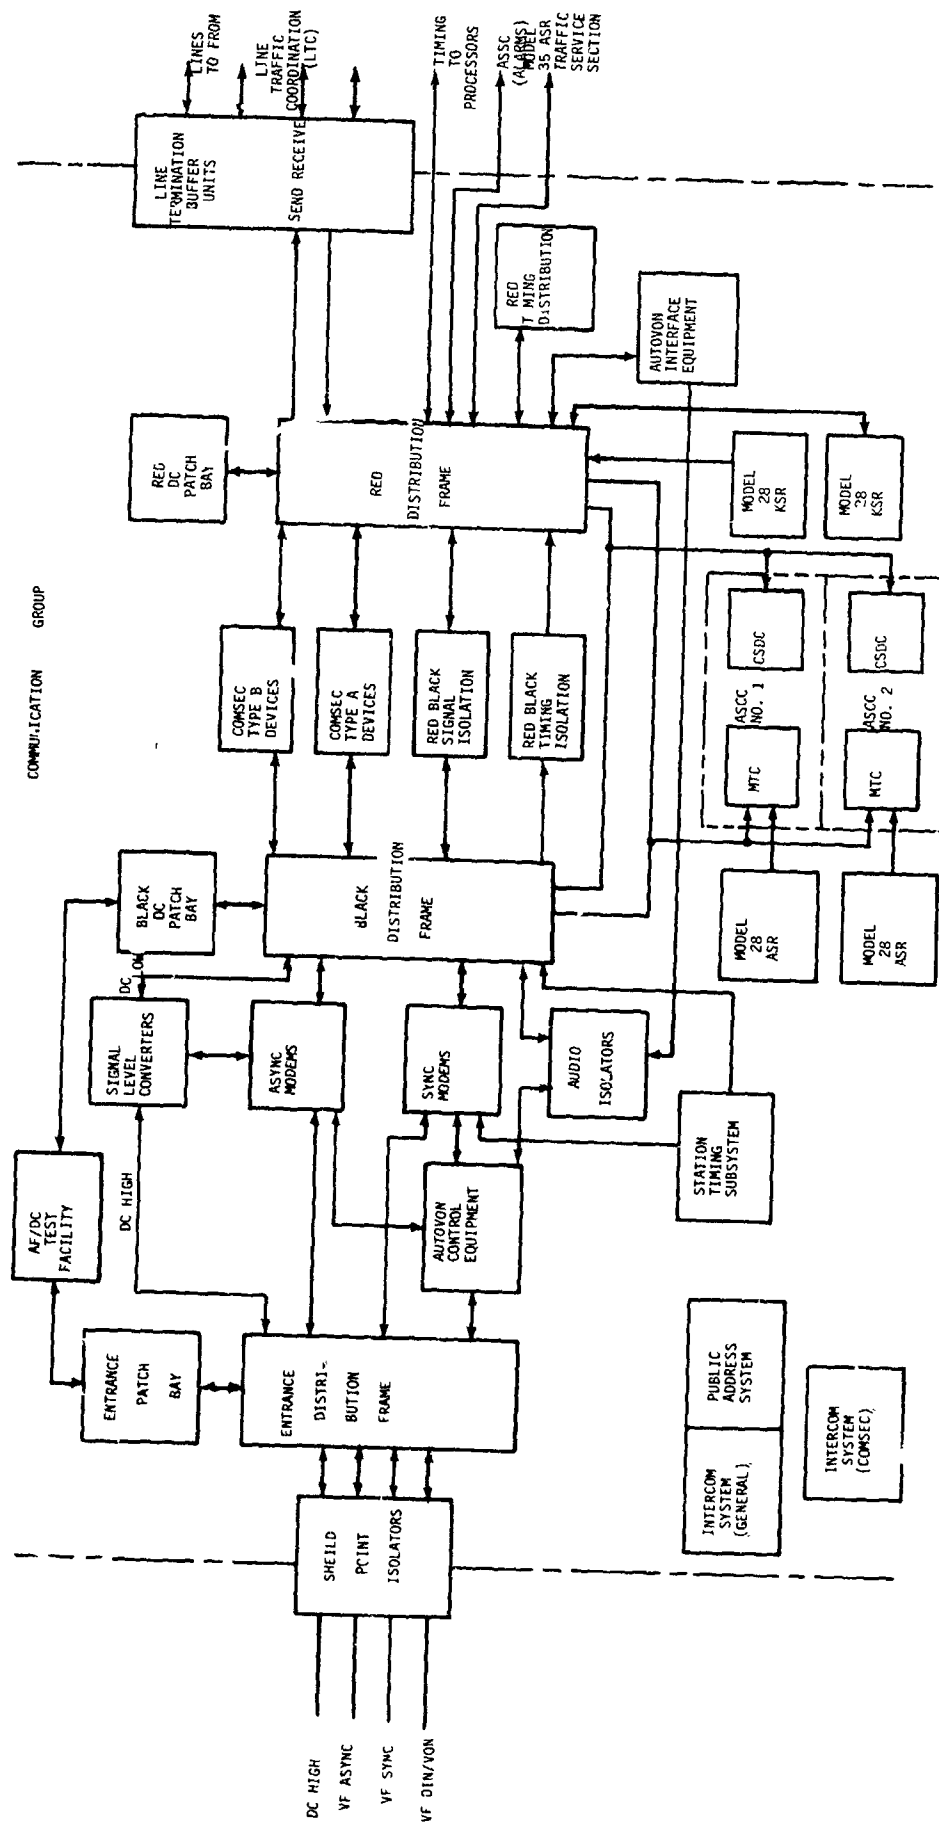 COMMUNICATION GROUP
DC HIGH
VF ASYNC
VF SYNC
VF DIN/VON
SHEILD
POINT
ISOLATORS
ENTRANCE
PATCH
BAY
ENTRANCE
DISTRI-
BUTION
FRAME
AF/DC
TEST
FACILITY
DC HIGH
SIGNAL
LEVEL
CONVERTERS
DC LOW
ASYNC
MODEMS
SYNC
MODEMS
AUTOVON
CONTROL
EQUIPMENT
AUDIO
ISOLATORS
STATION
TIMING
SUBSYSTEM
BLACK
DC
PATCH
BAY
BLACK
DISTRIBUTION
FRAME
COMSEC
TYPE B
DEVICES
COMSEC
TYPE A
DEVICES
RED BLACK
SIGNAL
ISOLATION
RED BLACK
TIMING
ISOLATION
RED
DC
PATCH
BAY
RED
DISTRIBUTION
FRAME
LINE
TERMINATION
BUFFER
UNITS
SEND RECEIVE
LINES
TO FROM
LINE
TRAFFIC
COORDINATION
(LTC)
TIMING
TO
PROCESSORS
ASSC
(ALARMS)
MODEL
35 ASR
TRAFFIC
SERVICE
SECTION
RED
T MING
DISTRIBUTION
AUTOVON
INTERFACE
EQUIPMENT
MODEL
28
KSR
MODEL
28
KSR
CSDC
ASCC
NO. 1
MTC
CSDC
ASCC
NO. 2
MTC
MODEL
28
ASR
MODEL
28
ASR
INTERCOM
SYSTEM
(GENERAL)
PUBLIC
ADDRESS
SYSTEM
INTERCOM
SYSTEM
(COMSEC)